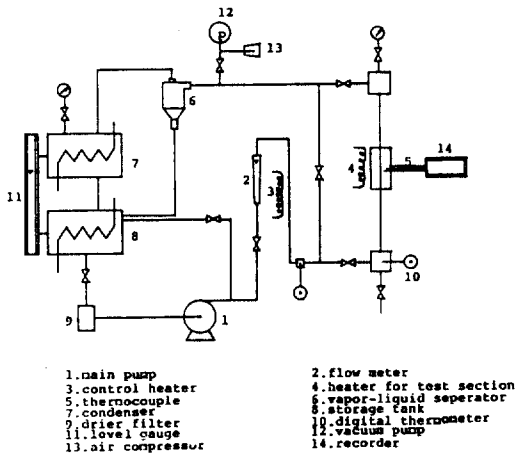 12
P
13
6
14
2
4
5
3
7
11
8
10
9
1
1.main pump
3.control heater
5.thermocouple
7.condenser
9.drier filter
11.level gauge
13.air compressor
2.flow meter
4.heater for test section
6.vapor-liquid seperator
8.storage tank
10.digital thermometer
12.vacuum pump
14.recorder